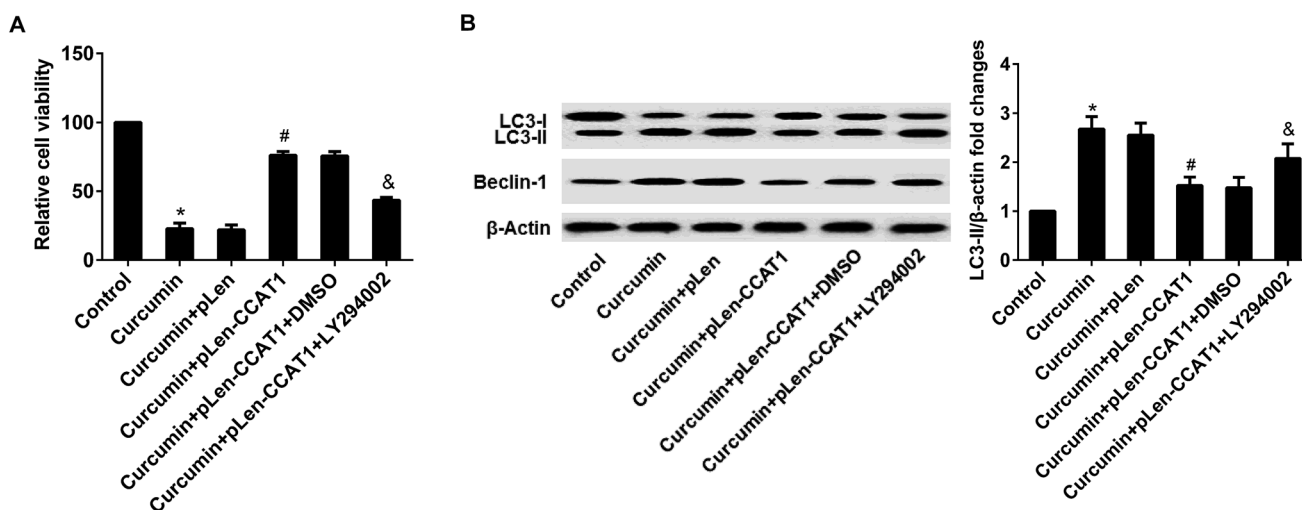 A
Relative cell viability
150
100
50
0
*
#
&
Control
Curcumin
Curcumin+pLen
Curcumin+pLen-CCAT1
Curcumin+pLen-CCAT1+DMSO
Curcumin+pLen-CCAT1+LY294002
B
LC3-I
LC3-II
Beclin-1
β-Actin
Control
Curcumin
Curcumin+pLen
Curcumin+pLen-CCAT1
Curcumin+pLen-CCAT1+DMSO
Curcumin+pLen-CCAT1+LY294002
LC3-II/β-actin fold changes
4
3
2
1
0
*
#
&
Control
Curcumin
Curcumin+pLen
Curcumin+pLen-CCAT1
Curcumin+pLen-CCAT1+DMSO
Curcumin+pLen-CCAT1+LY294002